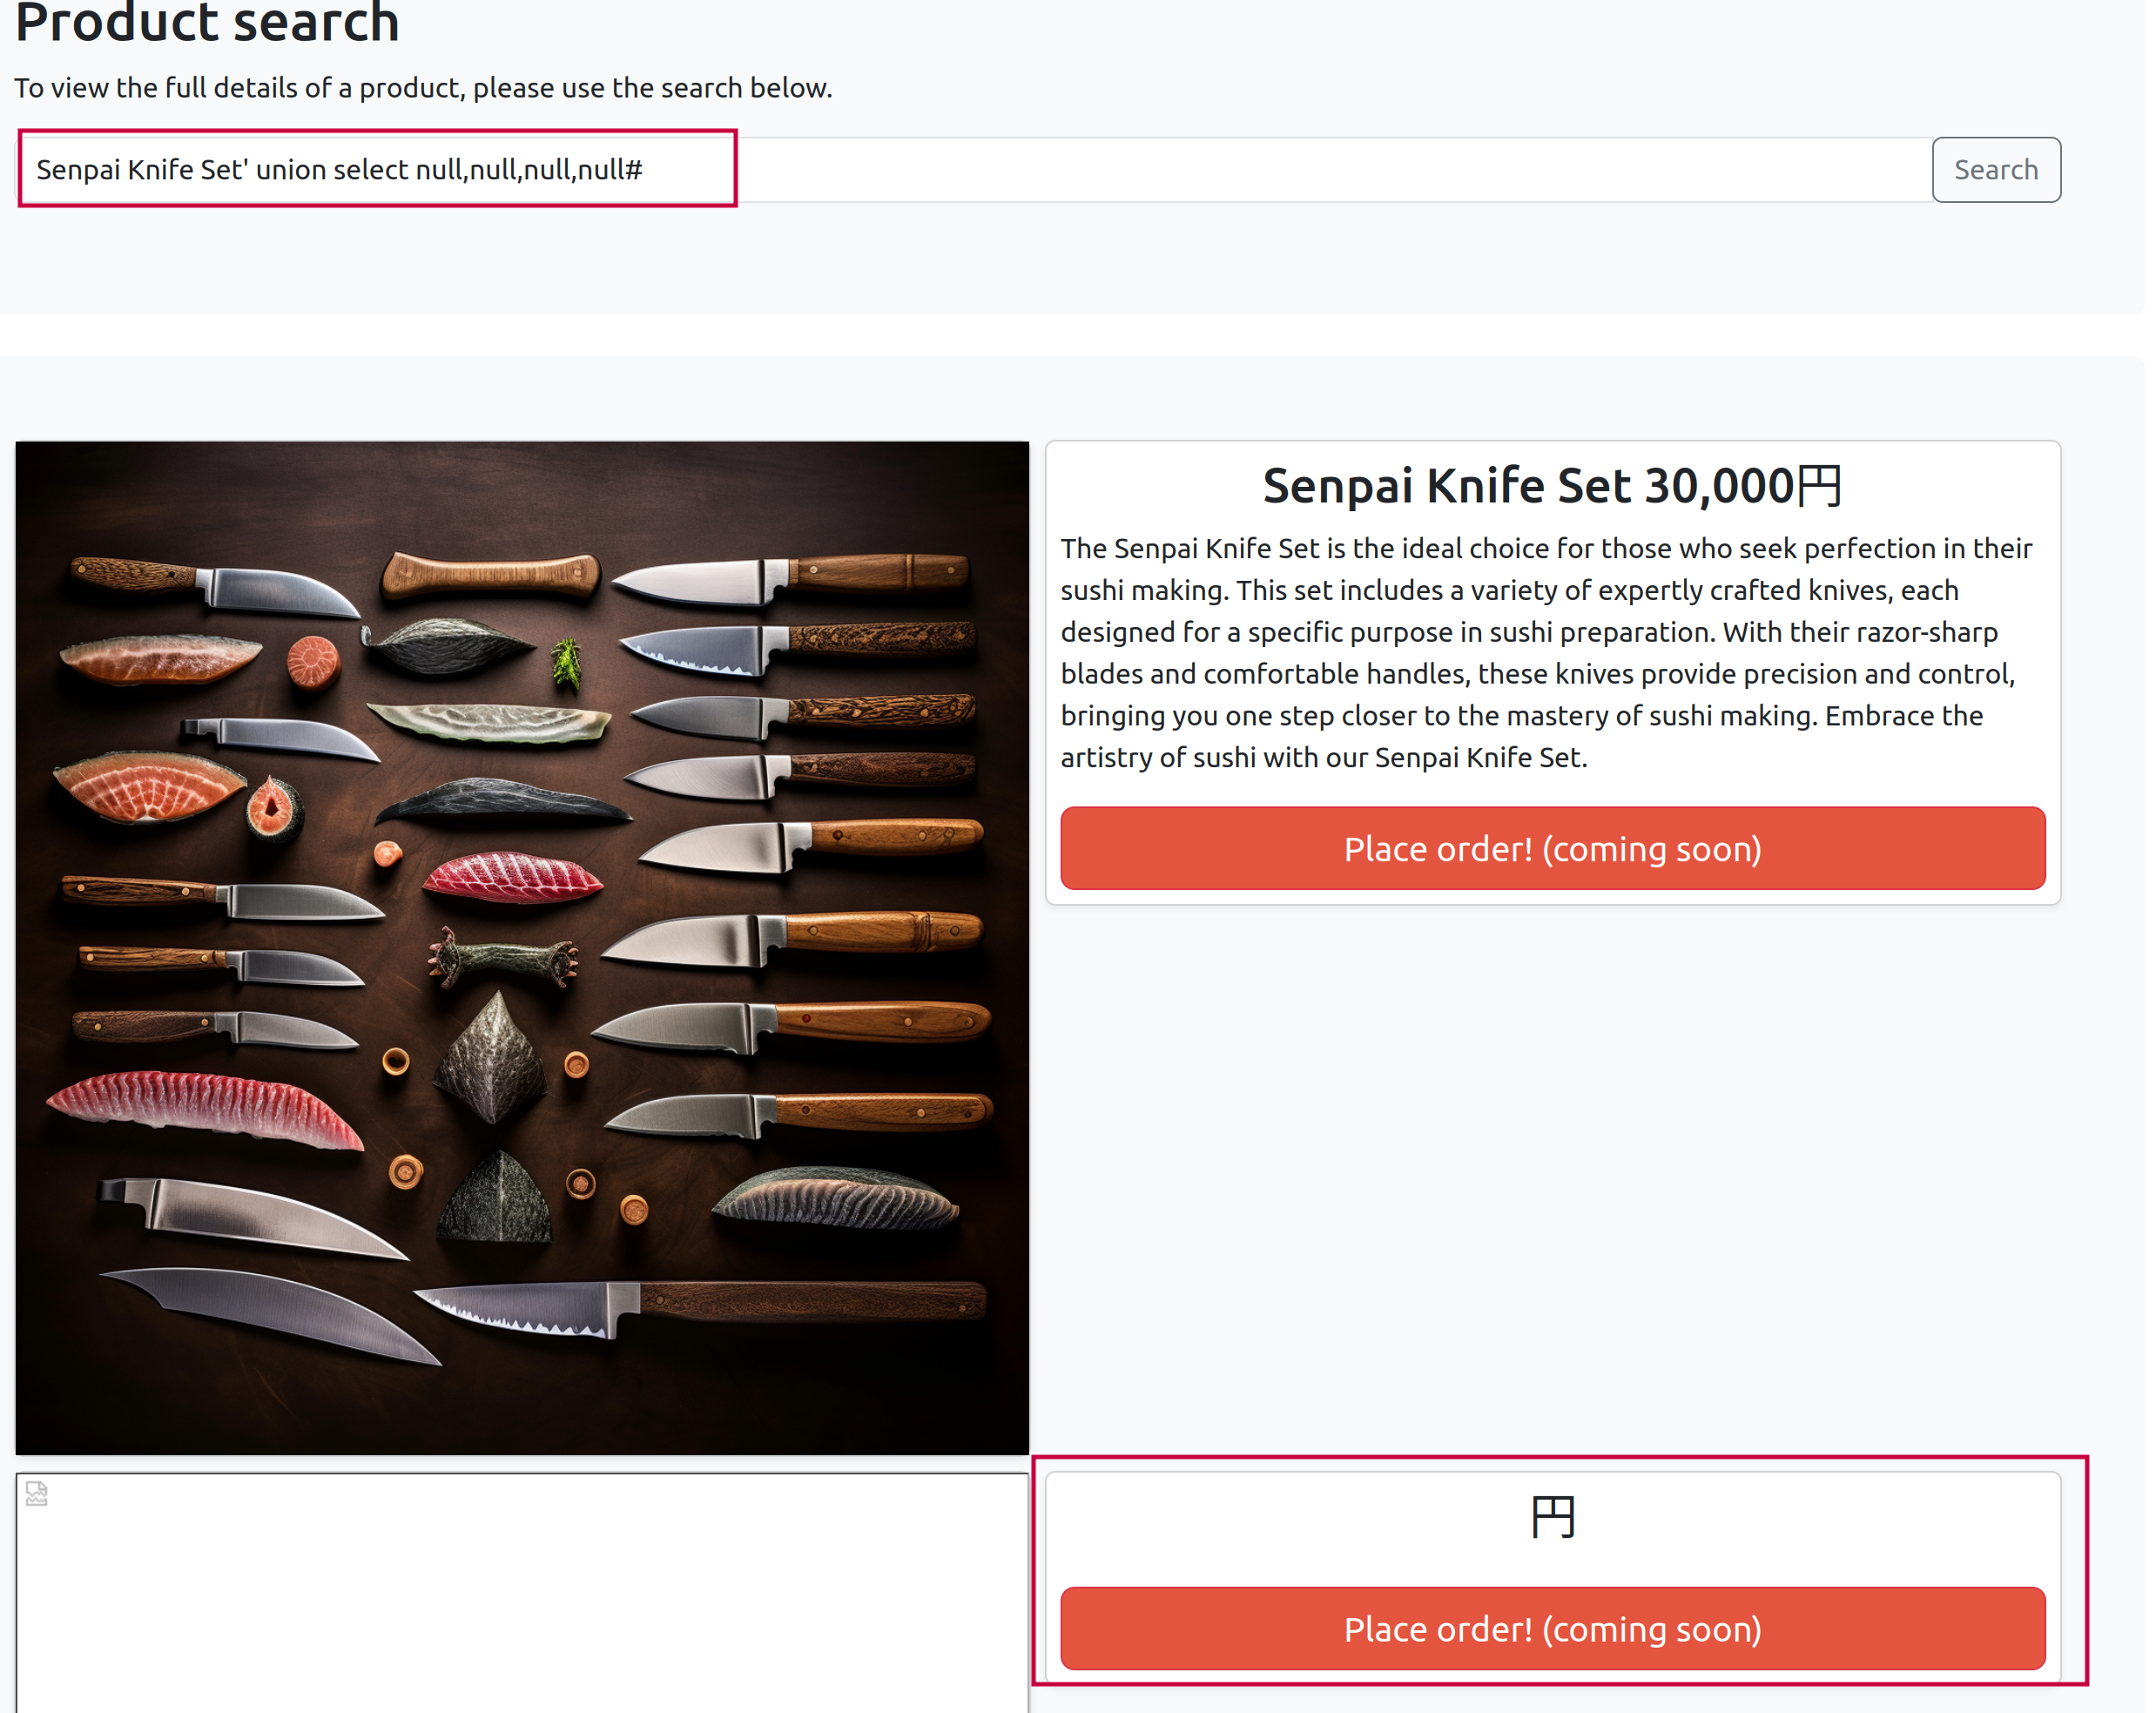 Product search
To view the full details of a product, please use the search below.
Senpai Knife Set' union select null,null,null,null#
Search
Senpai Knife Set 30,000円
The Senpai Knife Set is the ideal choice for those who seek perfection in their
sushi making. This set includes a variety of expertly crafted knives, each
designed for a specific purpose in sushi preparation. With their razor-sharp
blades and comfortable handles, these knives provide precision and control,
bringing you one step closer to the mastery of sushi making. Embrace the
artistry of sushi with our Senpai Knife Set.
Place order! (coming soon)
円
Place order! (coming soon)